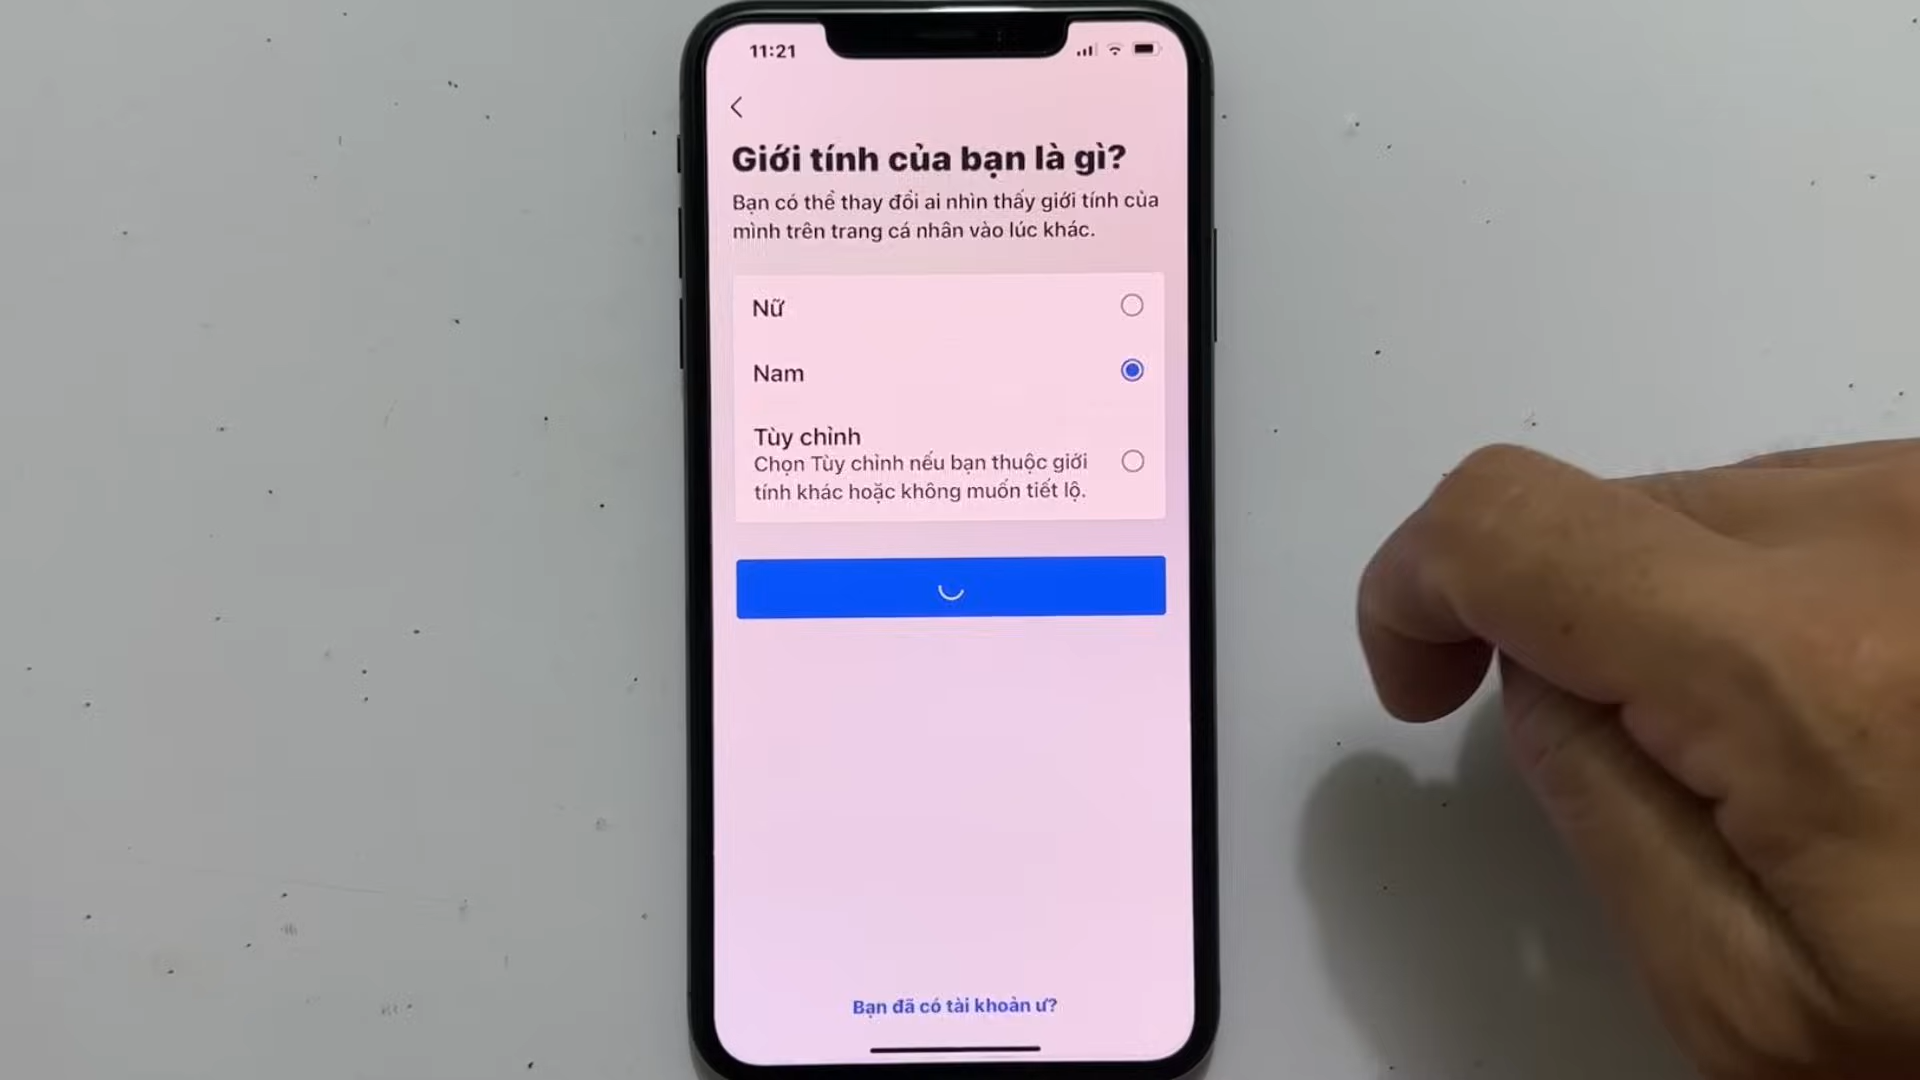 11:21
Giới tính của bạn là gì?
Bạn có thể thay đổi ai nhìn thấy giới tính của
mình trên trang cá nhân vào lúc khác.
Nữ
Nam
Tùy chỉnh
Chọn Tùy chỉnh nếu bạn thuộc giới
tính khác hoặc không muốn tiết lộ.
Bạn đã có tài khoản ư?